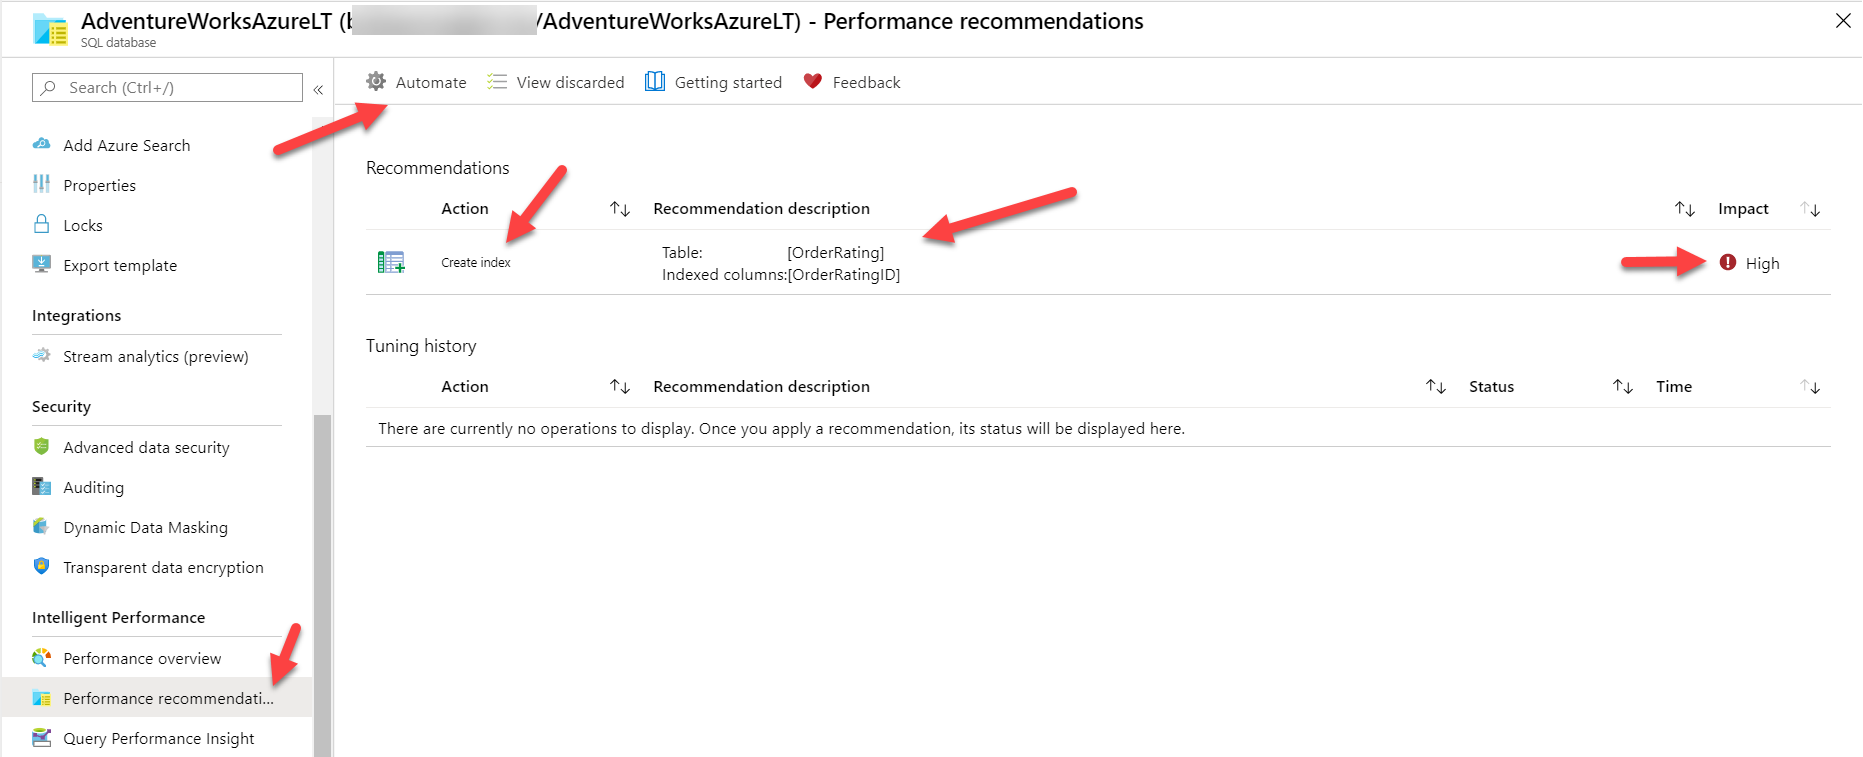 AdventureWorksAzureLT (b /AdventureWorksAzureLT) - Performance recommendations
SQL database
Search (Ctrl+/)
«
Automate
View discarded
Getting started
Feedback
Add Azure Search
Properties
Locks
Export template
Integrations
Stream analytics (preview)
Security
Advanced data security
Auditing
Dynamic Data Masking
Transparent data encryption
Intelligent Performance
Performance overview
Performance recommendati...
Query Performance Insight
Recommendations
Action ↑↓ Recommendation description ↑↓ Impact ↑↓
Create index
Table: [OrderRating]
Indexed columns:[OrderRatingID]
High
Tuning history
Action ↑↓ Recommendation description ↑↓ Status ↑↓ Time ↑↓
There are currently no operations to display. Once you apply a recommendation, its status will be displayed here.